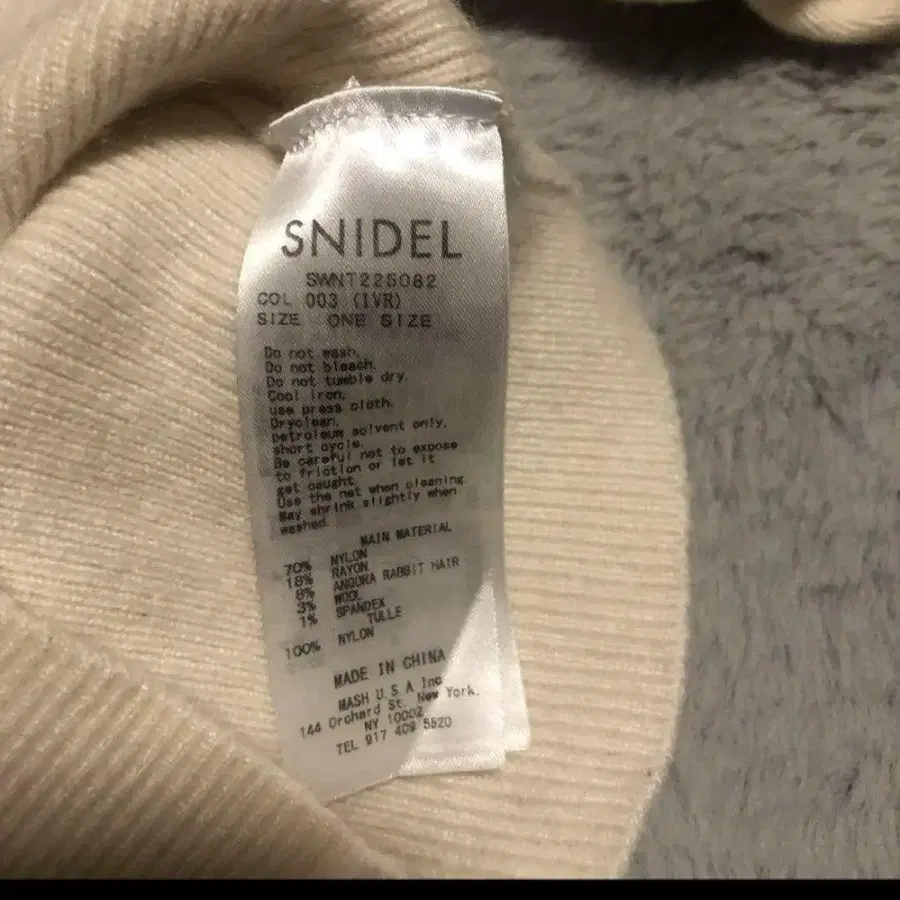 SNIDEL
SWNT225082
COL 003 (IVR)
SIZE ONE SIZE
Do not wash.
Do not bleach.
Do not tumble dry.
Cool iron.
use press cloth.
Dryclean.
petroleum solvent only.
short cycle.
Be careful not to expose
to friction or let it
get caught.
Use the net when cleaning.
May shrink slightly when
washed.
MAIN MATERIAL
70% NYLON
18% RAYON
8% ANGORA RABBIT HAIR
3% WOOL
1% SPANDEX
TULLE
100% NYLON
MADE IN CHINA
MASH U.S.A Inc
144 Orchard St. New York.
NY 10002
TEL 917 409 5520